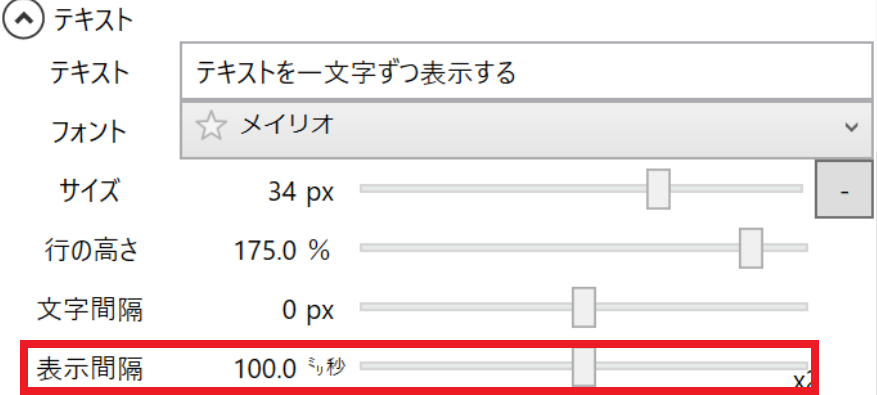 テキスト
テキスト テキストを一文字ずつ表示する
フォント ☆ メイリオ
サイズ 34 px -
行の高さ 175.0 %
文字間隔 0 px
表示間隔 100.0 ㍉秒